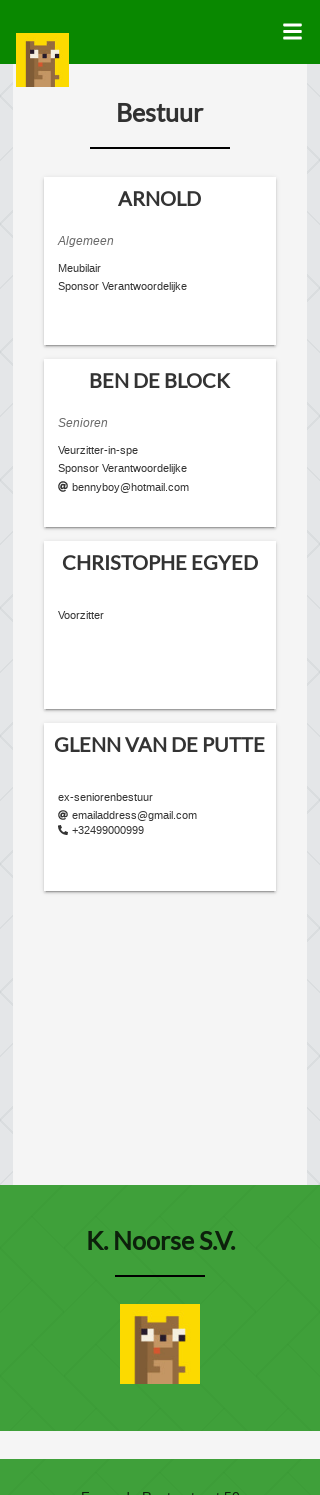 Bestuur
ARNOLD
Algemeen
Meubilair
Sponsor Verantwoordelijke
BEN DE BLOCK
Senioren
Veurzitter-in-spe
Sponsor Verantwoordelijke
bennyboy@hotmail.com
CHRISTOPHE EGYED
Voorzitter
GLENN VAN DE PUTTE
ex-seniorenbestuur
emailaddress@gmail.com
+32499000999
K. Noorse S.V.